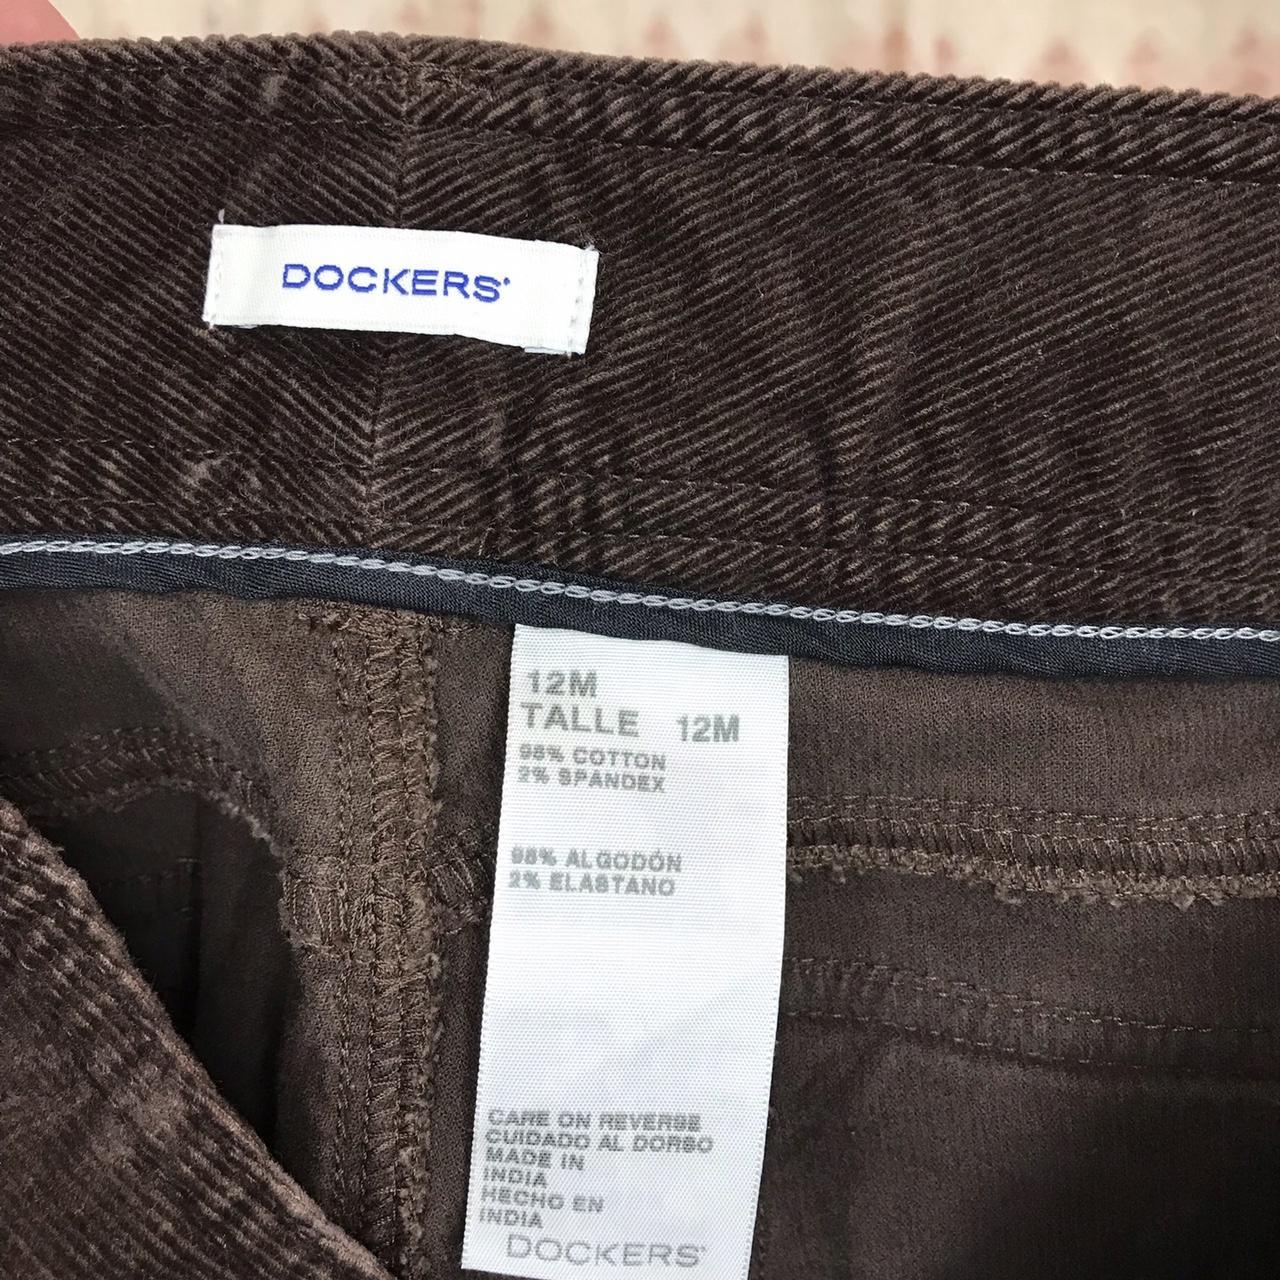 DOCKERS®
12M
TALLE 12M
98% COTTON
2% SPANDEX
98% ALGODÓN
2% ELASTANO
CARE ON REVERSE
CUIDADO AL DORSO
MADE IN
INDIA
HECHO EN
INDIA
DOCKERS®